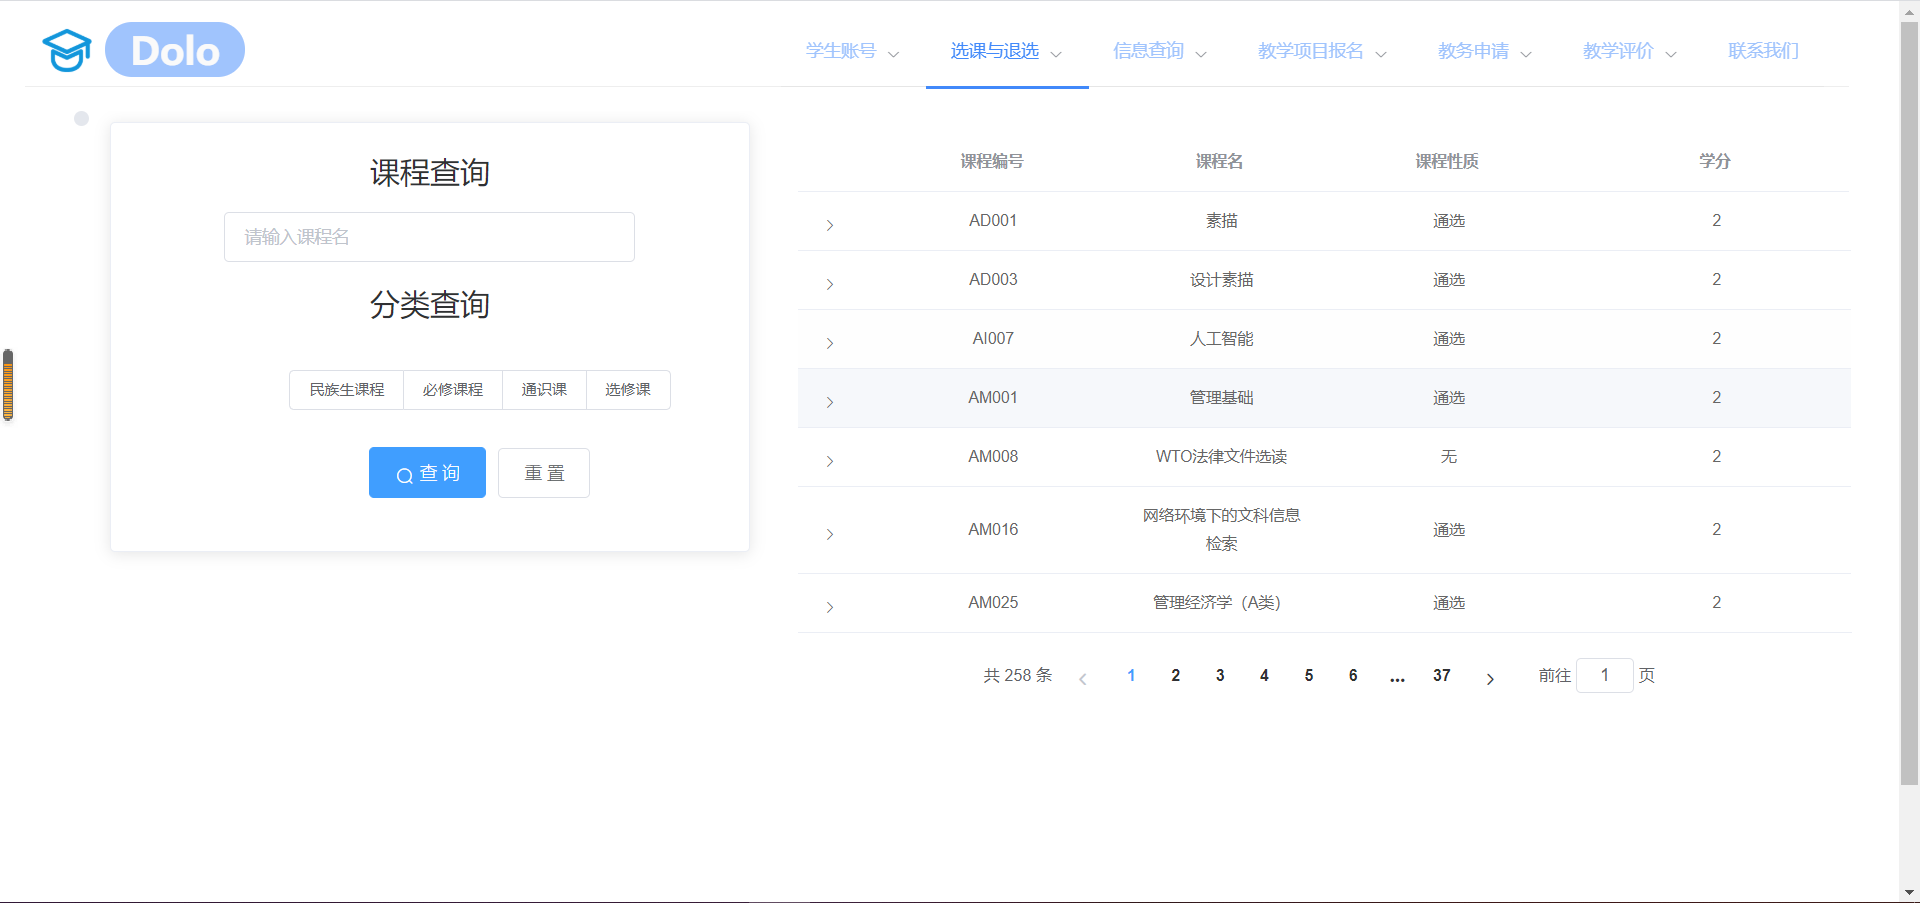 Dolo
学生账号 选课与退选 信息查询 教学项目报名 教务申请 教学评价 联系我们
课程查询
请输入课程名
分类查询
民族生课程 必修课程 通识课 选修课
查 询 重 置
课程编号 课程名 课程性质 学分
AD001 素描 通选 2
AD003 设计素描 通选 2
AI007 人工智能 通选 2
AM001 管理基础 通选 2
AM008 WTO法律文件选读 无 2
AM016 网络环境下的文科信息 通选 2
检索
AM025 管理经济学（A类） 通选 2
共 258 条 1 2 3 4 5 6 ... 37 前往 1 页